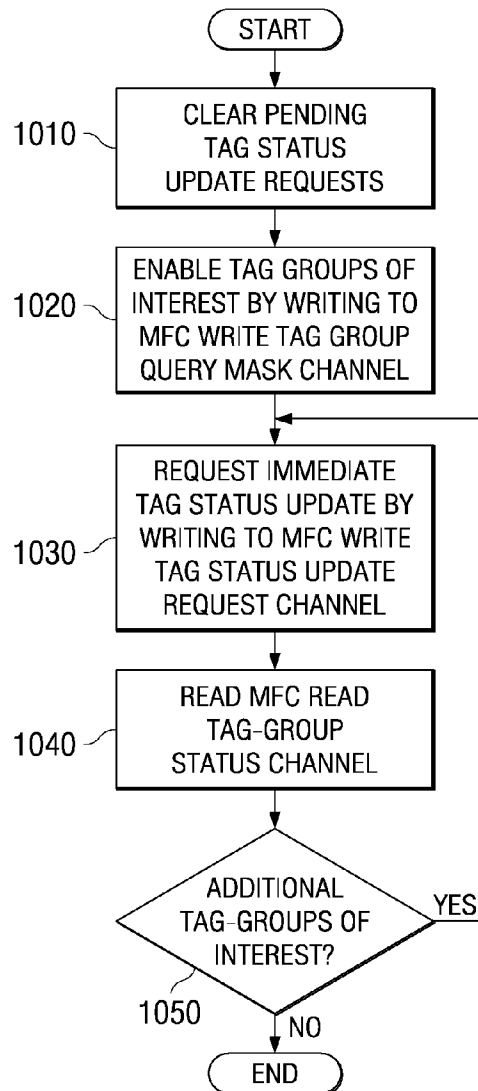 START
1010
CLEAR PENDING
TAG STATUS
UPDATE REQUESTS
1020
ENABLE TAG GROUPS OF
INTEREST BY WRITING TO
MFC WRITE TAG GROUP
QUERY MASK CHANNEL
1030
REQUEST IMMEDIATE
TAG STATUS UPDATE BY
WRITING TO MFC WRITE
TAG STATUS UPDATE
REQUEST CHANNEL
1040
READ MFC READ
TAG-GROUP
STATUS CHANNEL
ADDITIONAL
TAG-GROUPS OF
INTEREST?
YES
1050
NO
END